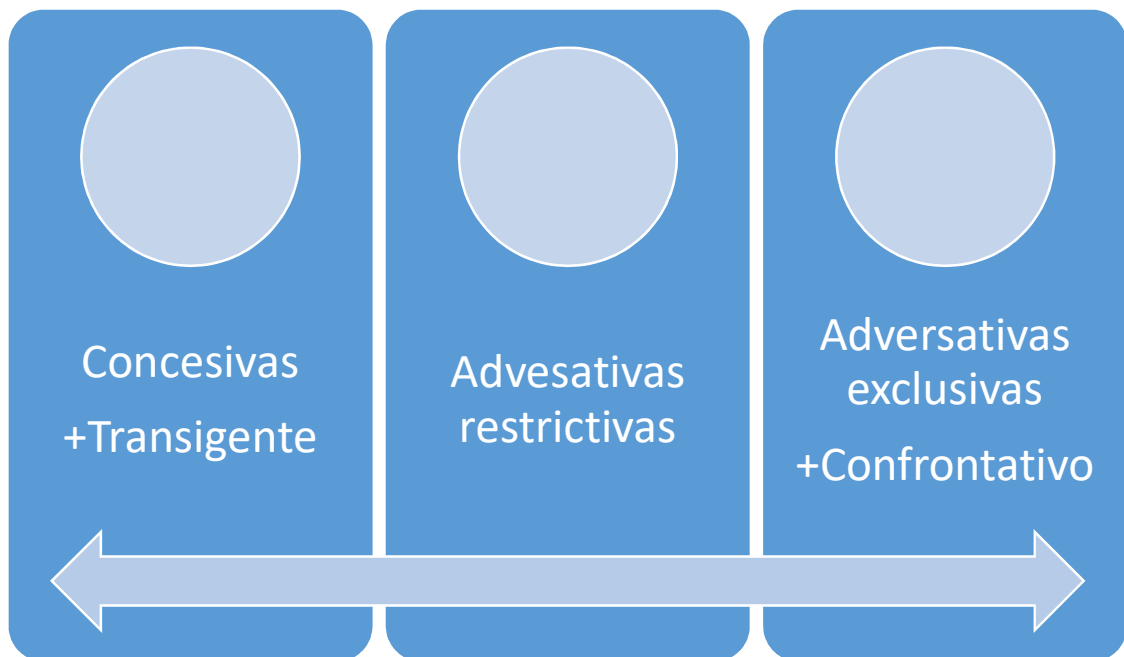 Concesivas
+Transigente
Advesativas
restrictivas
Adversativas
exclusivas
+Confrontativo